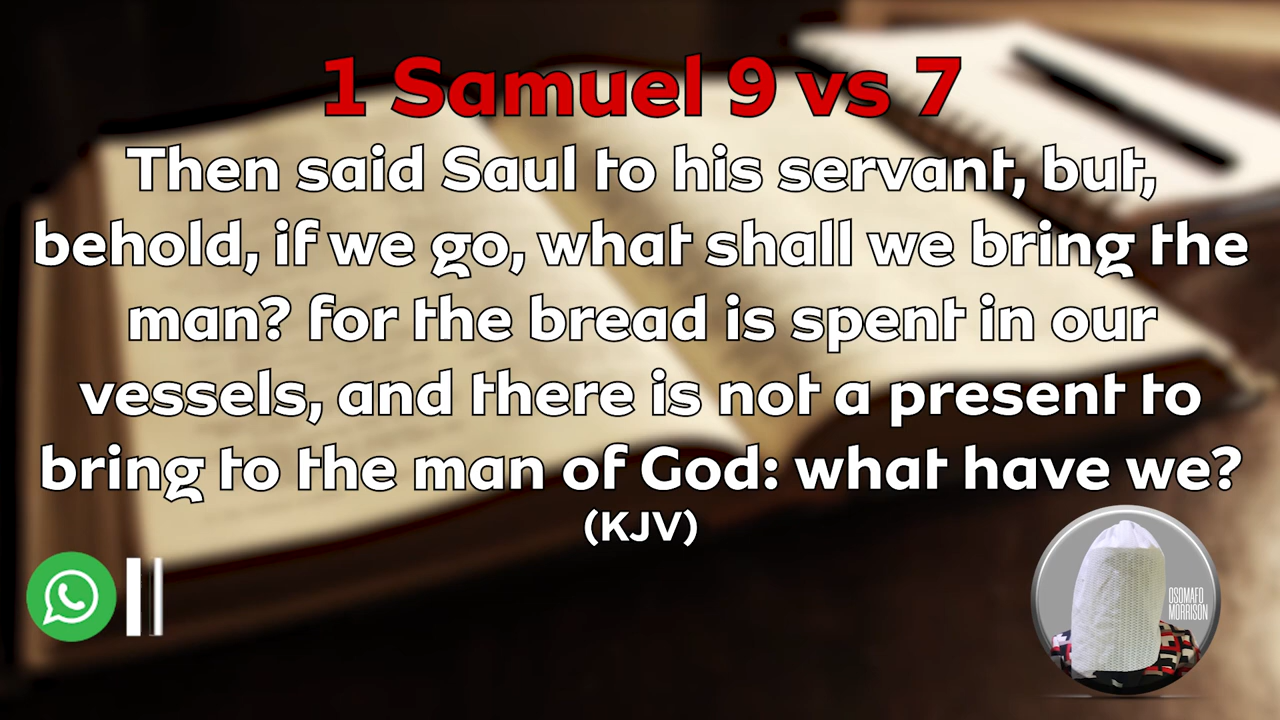 1 Samuel 9 vs 7
Then said Saul to his servant, but,
behold, if we go, what shall we bring the
man? for the bread is spent in our
vessels, and there is not a present to
bring to the man of God: what have we?
(KJV)
OSOMAFO
MORRISON